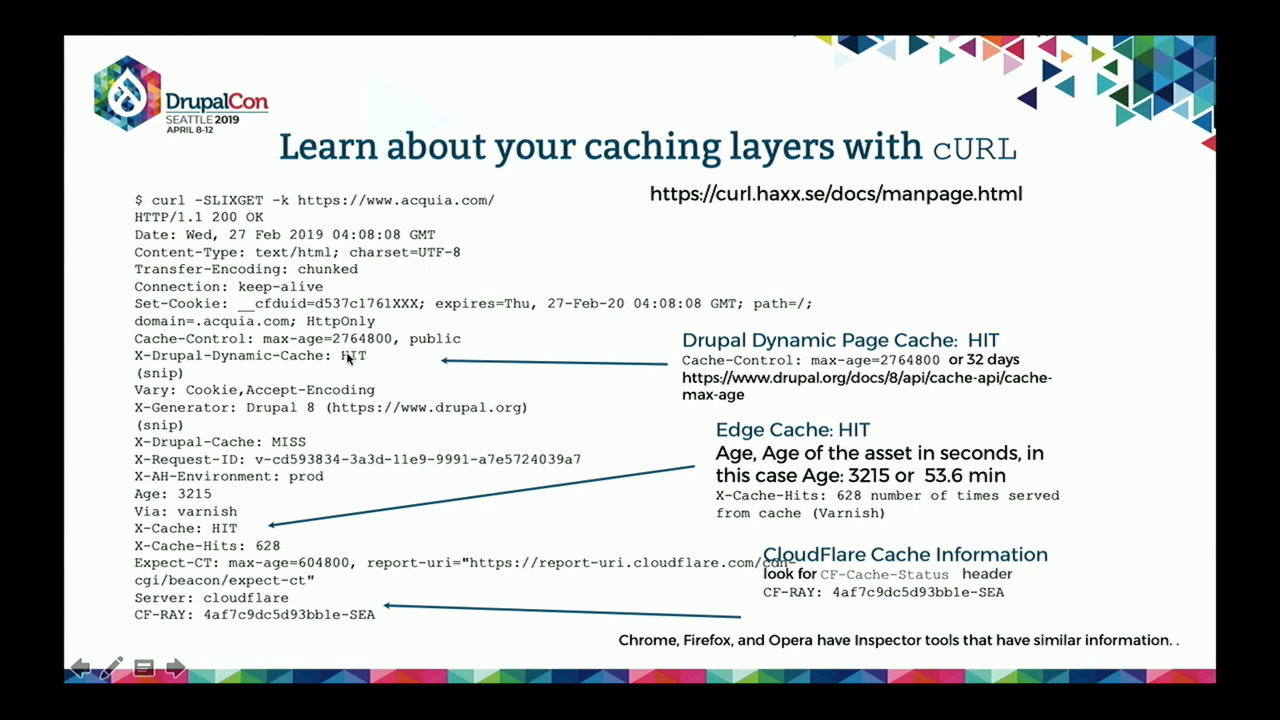 DrupalCon
SEATTLE 2019
APRIL 8-12
Learn about your caching layers with cURL
https://curl.haxx.se/docs/manpage.html
$ curl -SLIXGET -k https://www.acquia.com/
HTTP/1.1 200 OK
Date: Wed, 27 Feb 2019 04:08:08 GMT
Content-Type: text/html; charset=UTF-8
Transfer-Encoding: chunked
Connection: keep-alive
Set-Cookie: __cfduid=d537c1761XXX; expires=Thu, 27-Feb-20 04:08:08 GMT; path=/;
domain=.acquia.com; HttpOnly
Cache-Control: max-age=2764800, public
X-Drupal-Dynamic-Cache: HIT
(snip)
Vary: Cookie,Accept-Encoding
X-Generator: Drupal 8 (https://www.drupal.org)
(snip)
X-Drupal-Cache: MISS
X-Request-ID: v-cd593834-3a3d-11e9-9991-a7e5724039a7
X-AH-Environment: prod
Age: 3215
Via: varnish
X-Cache: HIT
X-Cache-Hits: 628
Expect-CT: max-age=604800, report-uri="https://report-uri.cloudflare.com/cdn-
cgi/beacon/expect-ct"
Server: cloudflare
CF-RAY: 4af7c9dc5d93bb1e-SEA
Drupal Dynamic Page Cache: HIT
Cache-Control: max-age=2764800 or 32 days
https://www.drupal.org/docs/8/api/cache-api/cache-
max-age
Edge Cache: HIT
Age, Age of the asset in seconds, in
this case Age: 3215 or 53.6 min
X-Cache-Hits: 628 number of times served
from cache (Varnish)
CloudFlare Cache Information
look for CF-Cache-Status header
CF-RAY: 4af7c9dc5d93bb1e-SEA
Chrome, Firefox, and Opera have Inspector tools that have similar information. .